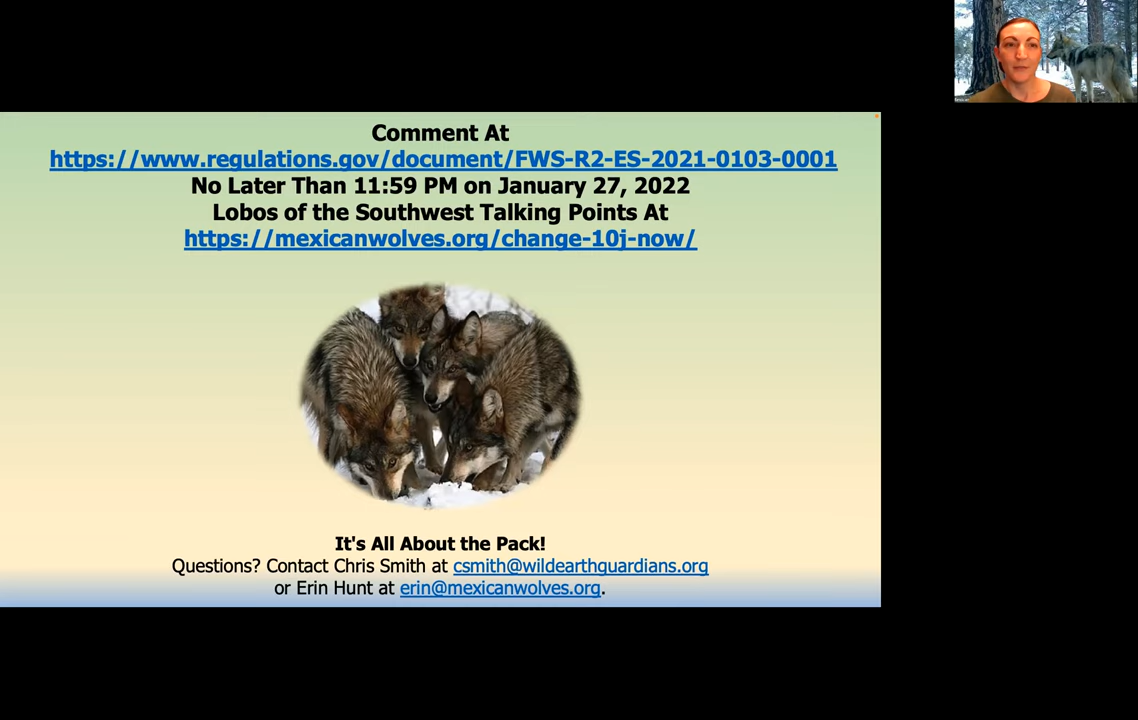 Comment At
https://www.regulations.gov/document/FWS-R2-ES-2021-0103-0001
No Later Than 11:59 PM on January 27, 2022
Lobos of the Southwest Talking Points At
https://mexicanwolves.org/change-10j-now/
It's All About the Pack!
Questions? Contact Chris Smith at csmith@wildearthguardians.org
or Erin Hunt at erin@mexicanwolves.org.